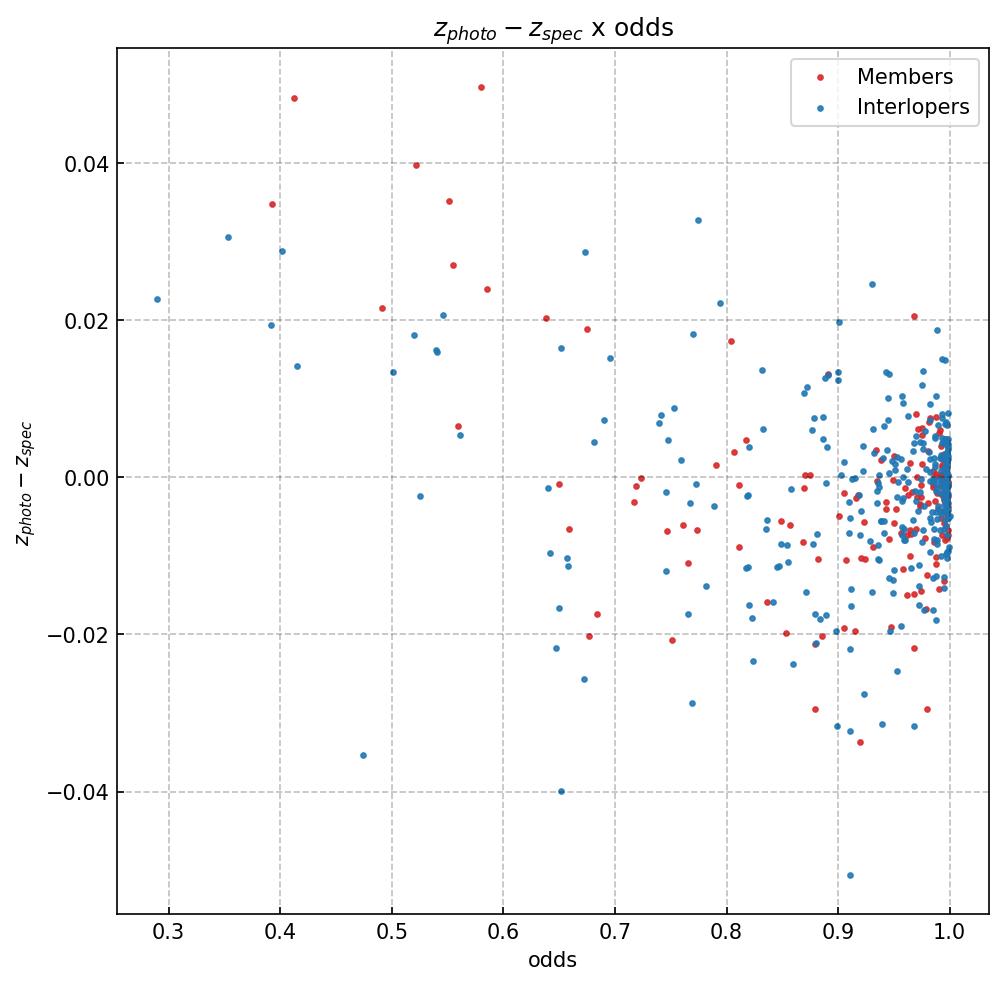 z_photo − z_spec x odds
Members
Interlopers
z_photo − z_spec
0.04
0.02
0.00
−0.02
−0.04
0.3 0.4 0.5 0.6 0.7 0.8 0.9 1.0
odds